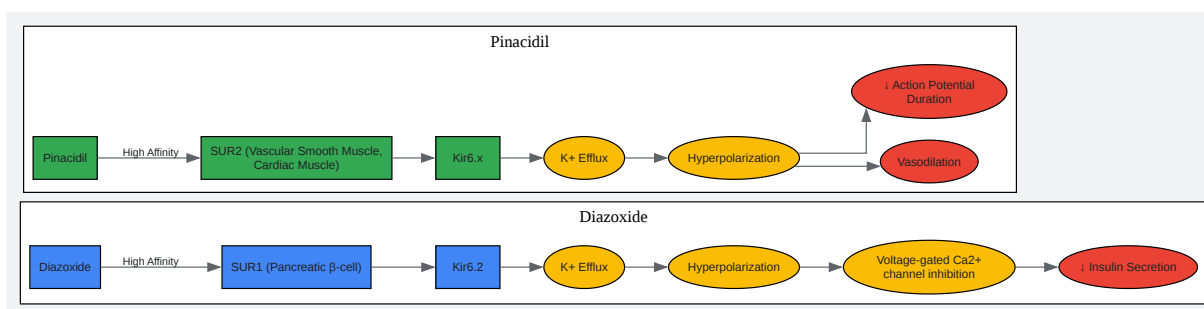 Pinacidil
↓ Action Potential
Duration
Pinacidil
High Affinity
SUR2 (Vascular Smooth Muscle,
Cardiac Muscle)
Kir6.x
K+ Efflux
Hyperpolarization
Vasodilation
Diazoxide
Diazoxide
High Affinity
SUR1 (Pancreatic β-cell)
Kir6.2
K+ Efflux
Hyperpolarization
Voltage-gated Ca2+
channel inhibition
↓ Insulin Secretion